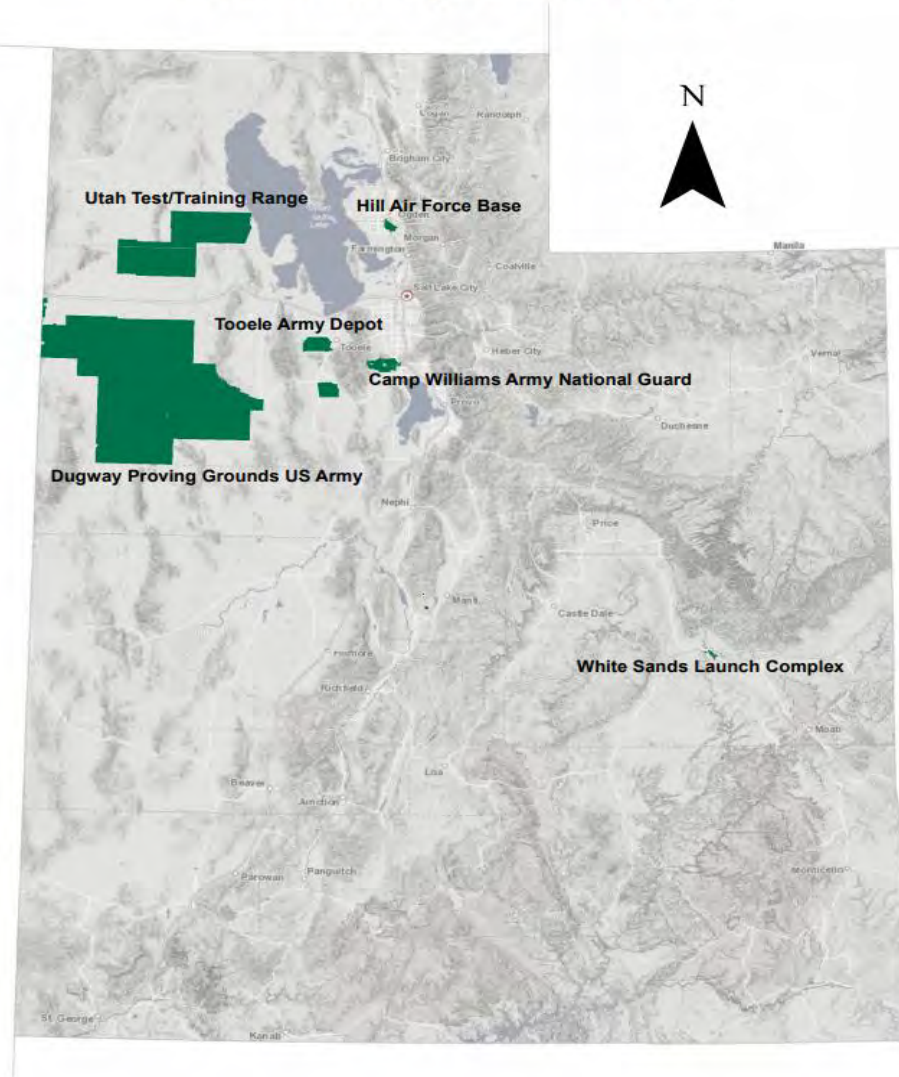 N
Logan
Randolph
Brigham City
Utah Test/Training Range
Hill Air Force Base
Ogden
Morgan
Farmington
Manila
Coalville
Lake
Salt Lake City
Tooele Army Depot
Tooele
Heber City
Vernal
Camp Williams Army National Guard
Provo
Duchesne
Dugway Proving Grounds US Army
Nephi
Price
Manti
Castle Dale
Fillmore
White Sands Launch Complex
Richfield
Moab
Loa
Beaver
Junction
Parowan
Panguitch
Monticello
St. George
Kanab